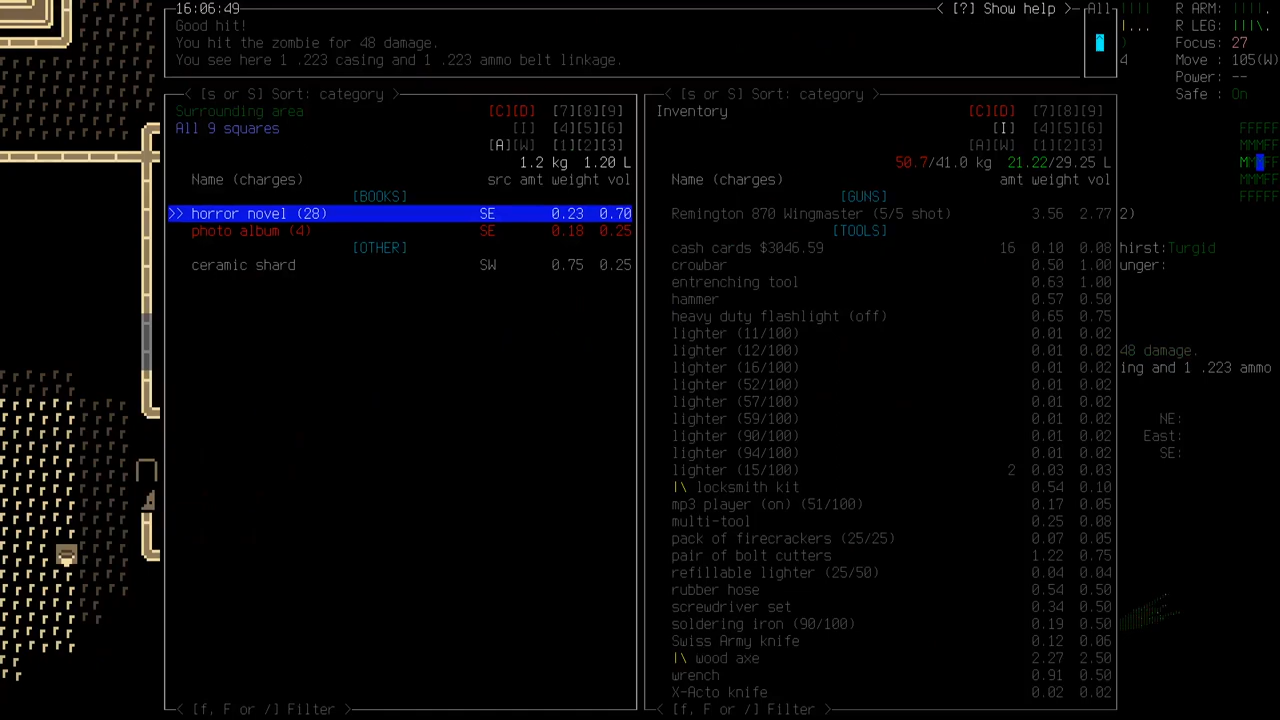 16:06:49
< [?] Show help > All
Good hit!
You hit the zombie for 48 damage.
You see here 1 .223 casing and 1 .223 ammo belt linkage.
R ARM:
R LEG:
Focus: 27
4 Move : 105(W)
Power: --
Safe : On
FFFFF
MMMFF
MMFF
MMMFF
FFFFF
2)
hirst:Turgid
unger:
48 damage.
ing and 1 .223 ammo
NE:
East:
SE:
< [s or S] Sort: category >
Surrounding area [C][D] [7][8][9]
All 9 squares [I] [4][5][6]
[A][W] [1][2][3]
1.2 kg 1.20 L
Name (charges) src amt weight vol
[BOOKS]
>> horror novel (28) SE 0.23 0.70
photo album (4) SE 0.18 0.25
[OTHER]
ceramic shard SW 0.75 0.25
< [f, F or /] Filter >
< [s or S] Sort: category >
Inventory [C][D] [7][8][9]
[I] [4][5][6]
[A][W] [1][2][3]
50.7/41.0 kg 21.22/29.25 L
Name (charges) amt weight vol
[GUNS]
Remington 870 Wingmaster (5/5 shot) 3.56 2.77
[TOOLS]
cash cards $3046.59 16 0.10 0.08
crowbar 0.50 1.00
entrenching tool 0.63 1.00
hammer 0.57 0.50
heavy duty flashlight (off) 0.65 0.75
lighter (11/100) 0.01 0.02
lighter (12/100) 0.01 0.02
lighter (16/100) 0.01 0.02
lighter (52/100) 0.01 0.02
lighter (57/100) 0.01 0.02
lighter (59/100) 0.01 0.02
lighter (90/100) 0.01 0.02
lighter (94/100) 0.01 0.02
lighter (15/100) 2 0.03 0.03
|\ locksmith kit 0.54 0.10
mp3 player (on) (51/100) 0.17 0.05
multi-tool 0.25 0.08
pack of firecrackers (25/25) 0.07 0.05
pair of bolt cutters 1.22 0.75
refillable lighter (25/50) 0.04 0.04
rubber hose 0.54 0.50
screwdriver set 0.34 0.50
soldering iron (90/100) 0.19 0.50
Swiss Army knife 0.12 0.06
|\ wood axe 2.27 2.50
wrench 0.91 0.50
X-Acto knife 0.02 0.02
< [f, F or /] Filter >